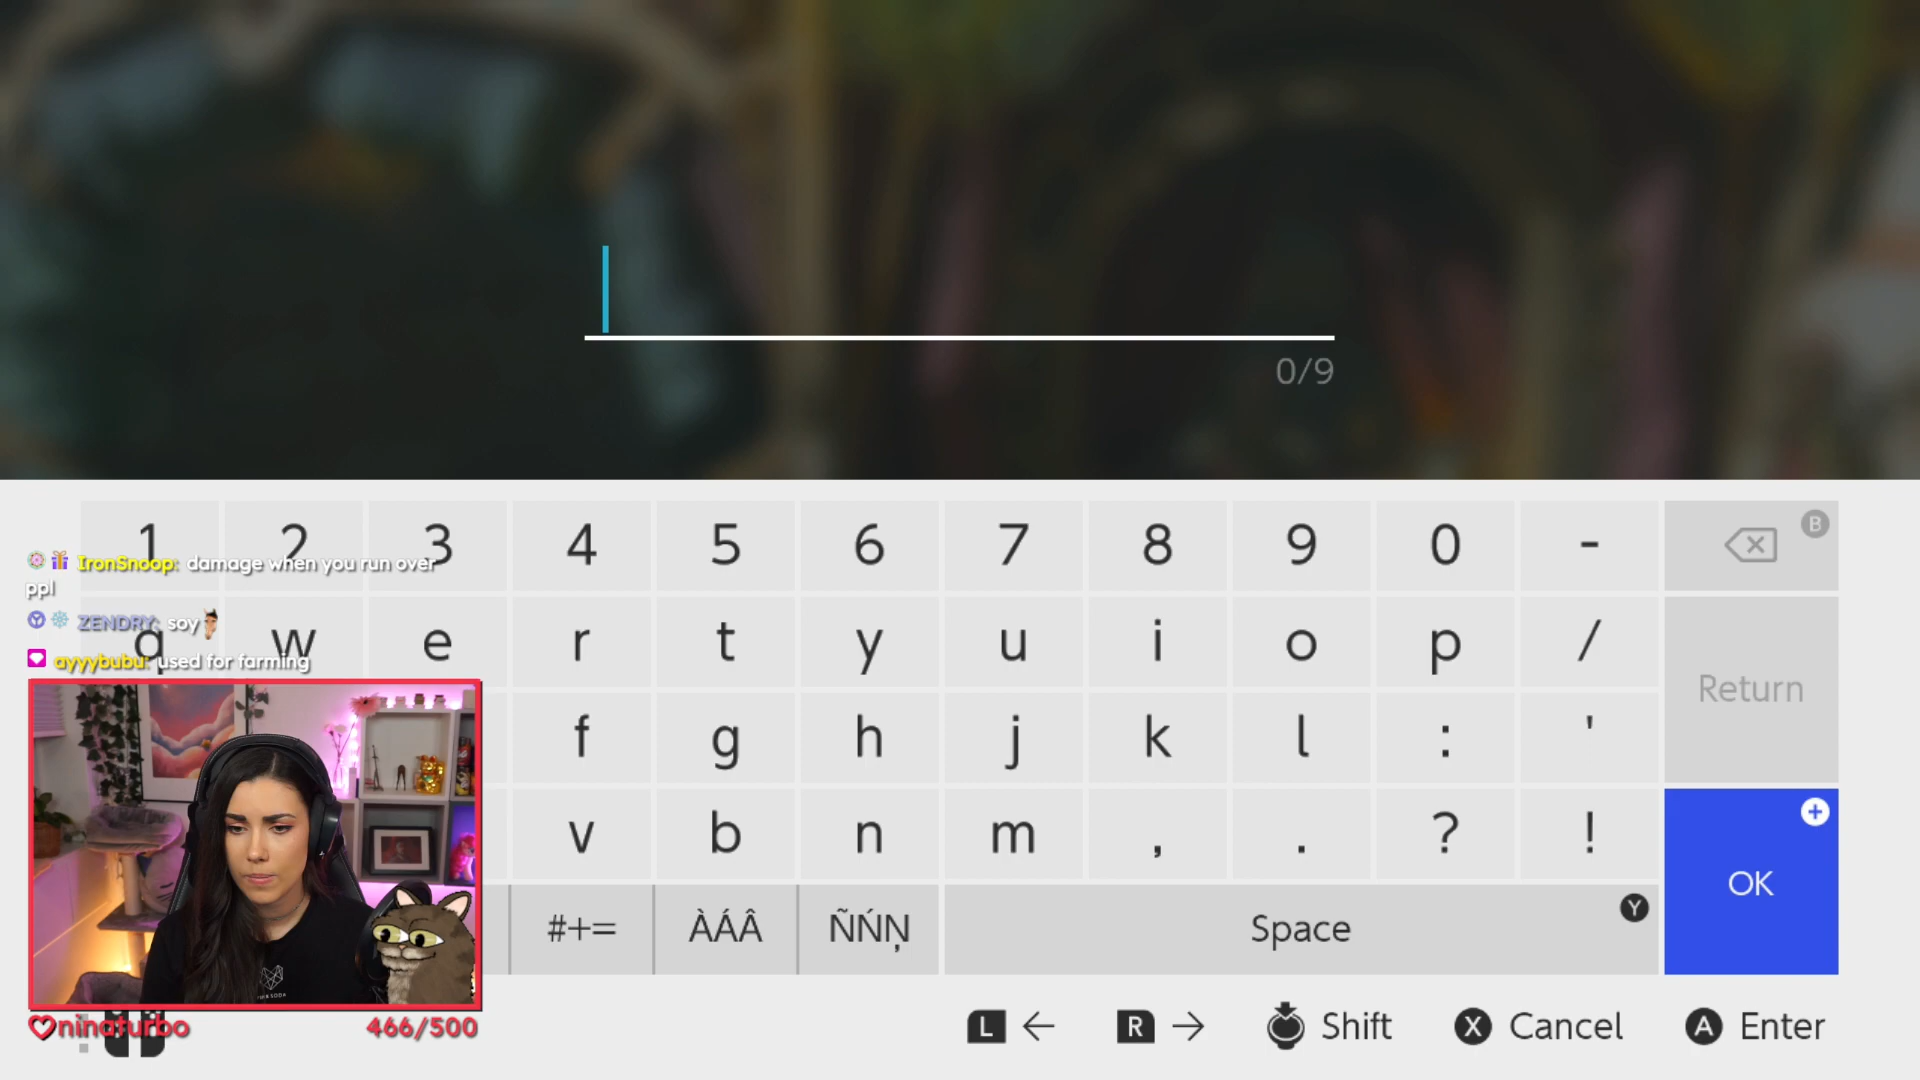 0/9
1 2 3 4 5 6 7 8 9 0 - B
IronSnoop: damage when you run over
ppl
q w e r t y u i o p / Return
ZENDRY: soy
ayyybubu: used for farming
f g h j k l : '
v b n m , . ? ! OK
#+= ÀÁÂ ÑŃŅ Space Y
ninaturbo 466/500
L ← R → Shift X Cancel A Enter